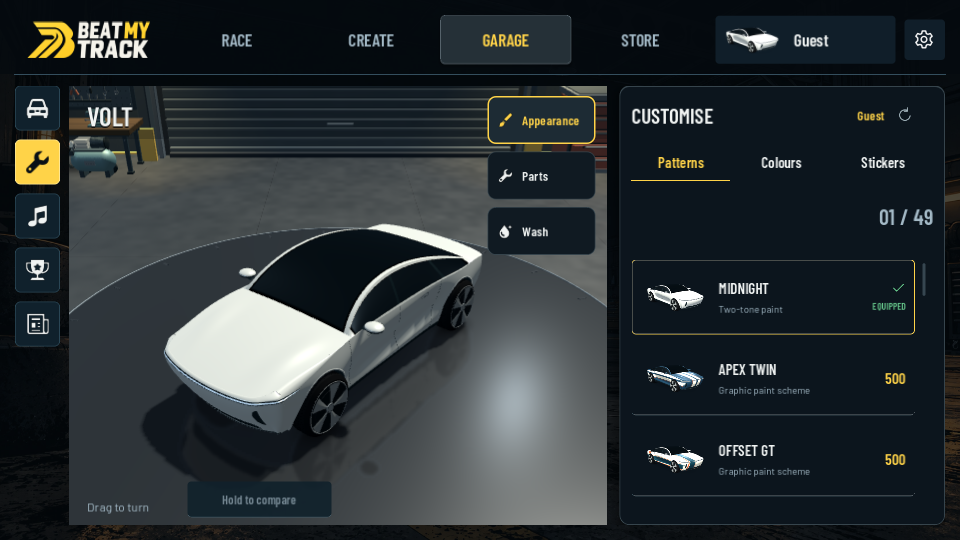 BEAT MY
TRACK
RACE
CREATE
GARAGE
STORE
Guest
VOLT
Appearance
Parts
Wash
Drag to turn
Hold to compare
CUSTOMISE
Guest
Patterns
Colours
Stickers
01 / 49
MIDNIGHT
Two-tone paint
EQUIPPED
APEX TWIN
Graphic paint scheme
500
OFFSET GT
Graphic paint scheme
500